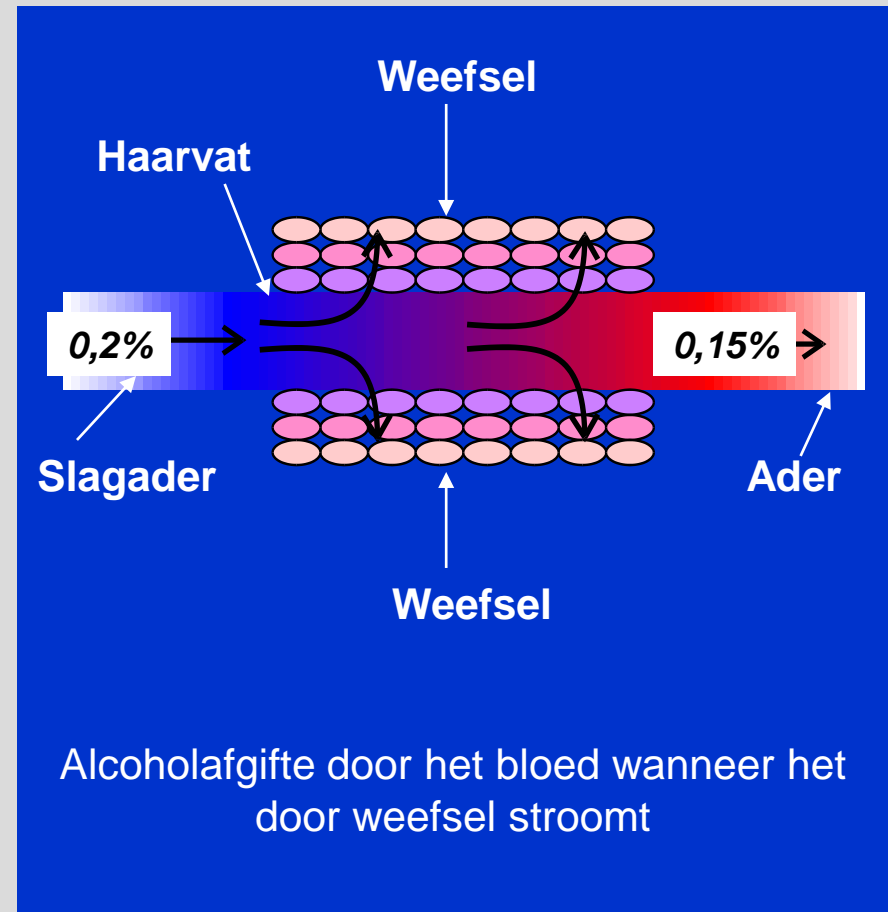 Weefsel
Haarvat
0,2%
0,15%
Slagader
Ader
Weefsel
Alcoholafgifte door het bloed wanneer het
door weefsel stroomt